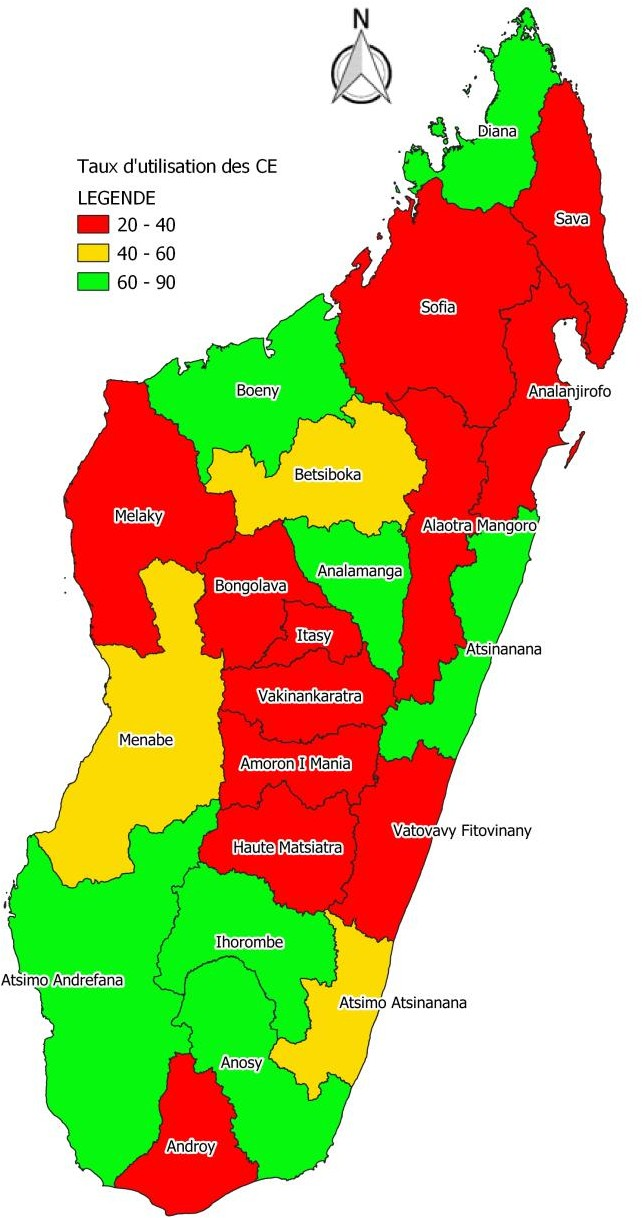 N
Diana
Taux d'utilisation des CE
LEGENDE
20 - 40
40 - 60
60 - 90
Sava
Sofia
Boeny
Analanjirofo
Betsiboka
Melaky
Alaotra Mangoro
Analamanga
Bongolava
Itasy
Atsinanana
Vakinankaratra
Menabe
Amoron I Mania
Vatovavy Fitovinany
Haute Matsiatra
Ihorombe
Atsimo Andrefana
Atsimo Atsinanana
Anosy
Androy